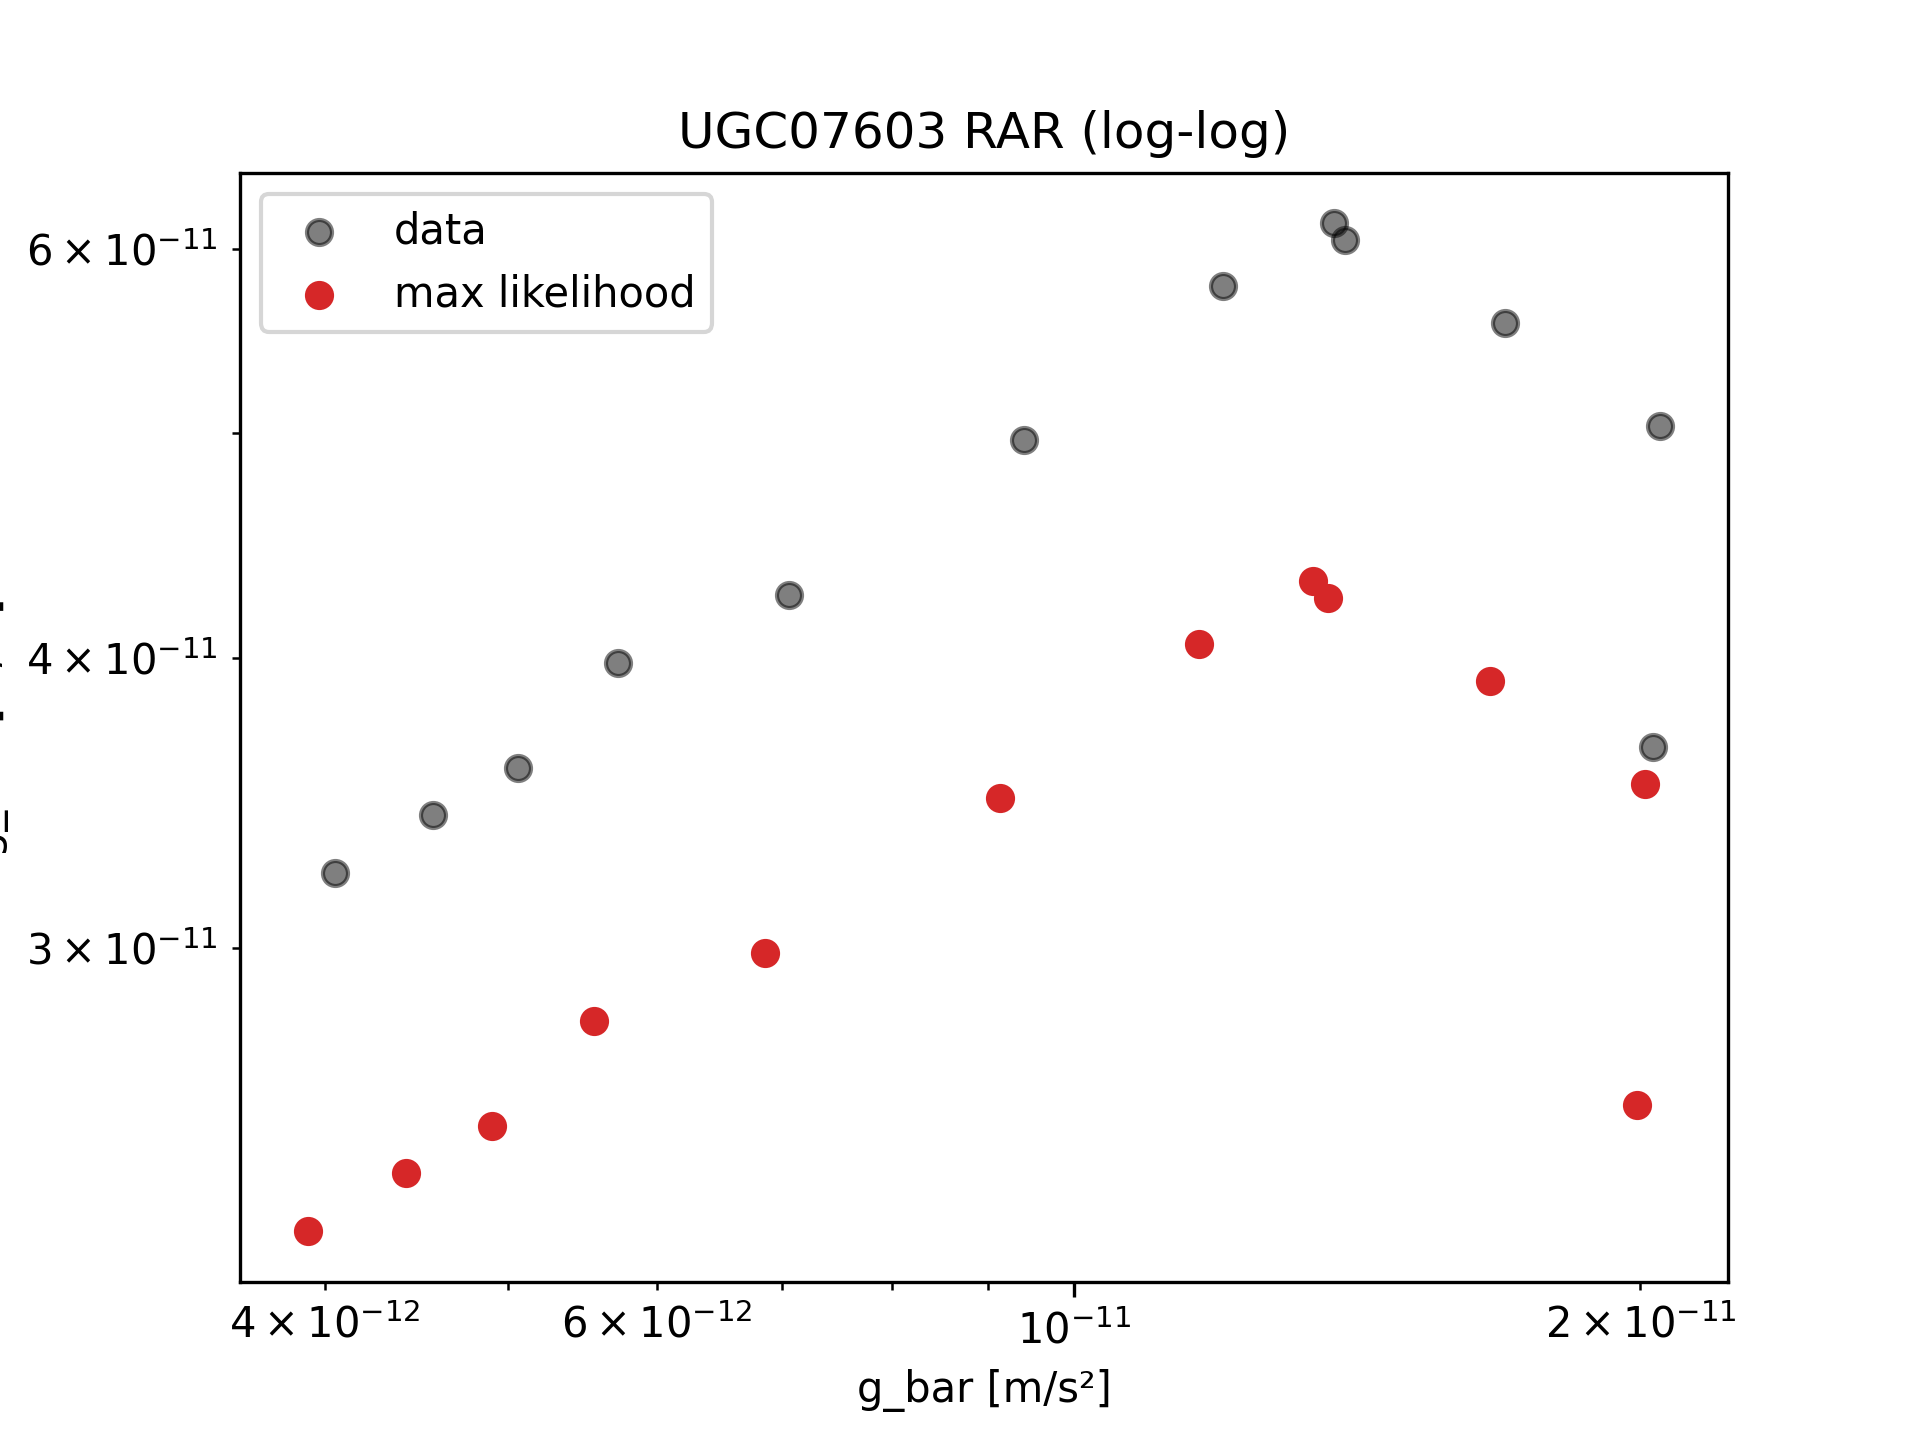 UGC07603 RAR (log-log)
data
max likelihood
6 × 10⁻¹¹
4 × 10⁻¹¹
3 × 10⁻¹¹
4 × 10⁻¹²
6 × 10⁻¹²
10⁻¹¹
2 × 10⁻¹¹
g_bar [m/s²]